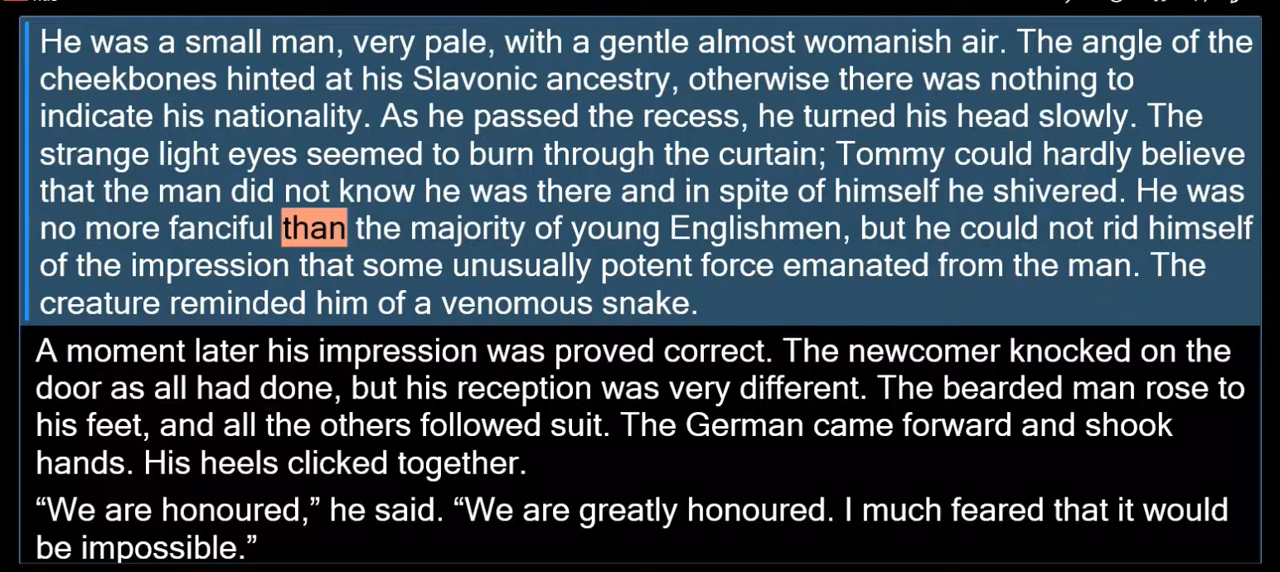 He was a small man, very pale, with a gentle almost womanish air. The angle of the
cheekbones hinted at his Slavonic ancestry, otherwise there was nothing to
indicate his nationality. As he passed the recess, he turned his head slowly. The
strange light eyes seemed to burn through the curtain; Tommy could hardly believe
that the man did not know he was there and in spite of himself he shivered. He was
no more fanciful than the majority of young Englishmen, but he could not rid himself
of the impression that some unusually potent force emanated from the man. The
creature reminded him of a venomous snake.
A moment later his impression was proved correct. The newcomer knocked on the
door as all had done, but his reception was very different. The bearded man rose to
his feet, and all the others followed suit. The German came forward and shook
hands. His heels clicked together.
“We are honoured,” he said. “We are greatly honoured. I much feared that it would
be impossible.”